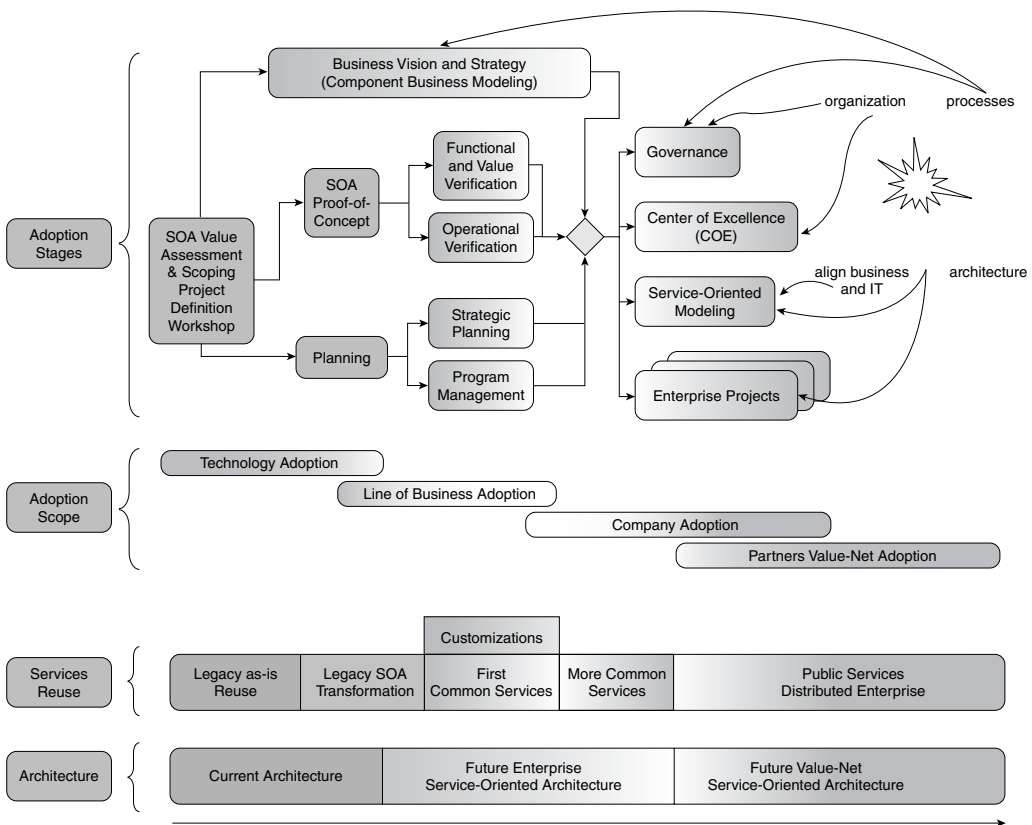 Business Vision and Strategy
(Component Business Modeling)
organization
processes
Functional
and Value
Verification
Governance
SOA
Proof-of-
Concept
Adoption
Stages
SOA Value
Assessment
& Scoping
Project
Definition
Workshop
Operational
Verification
Center of Excellence
(COE)
align business
and IT
architecture
Service-Oriented
Modeling
Strategic
Planning
Planning
Program
Management
Enterprise Projects
Adoption
Scope
Technology Adoption
Line of Business Adoption
Company Adoption
Partners Value-Net Adoption
Services
Reuse
Customizations
Legacy as-is
Reuse
Legacy SOA
Transformation
First
Common Services
More Common
Services
Public Services
Distributed Enterprise
Architecture
Current Architecture
Future Enterprise
Service-Oriented Architecture
Future Value-Net
Service-Oriented Architecture